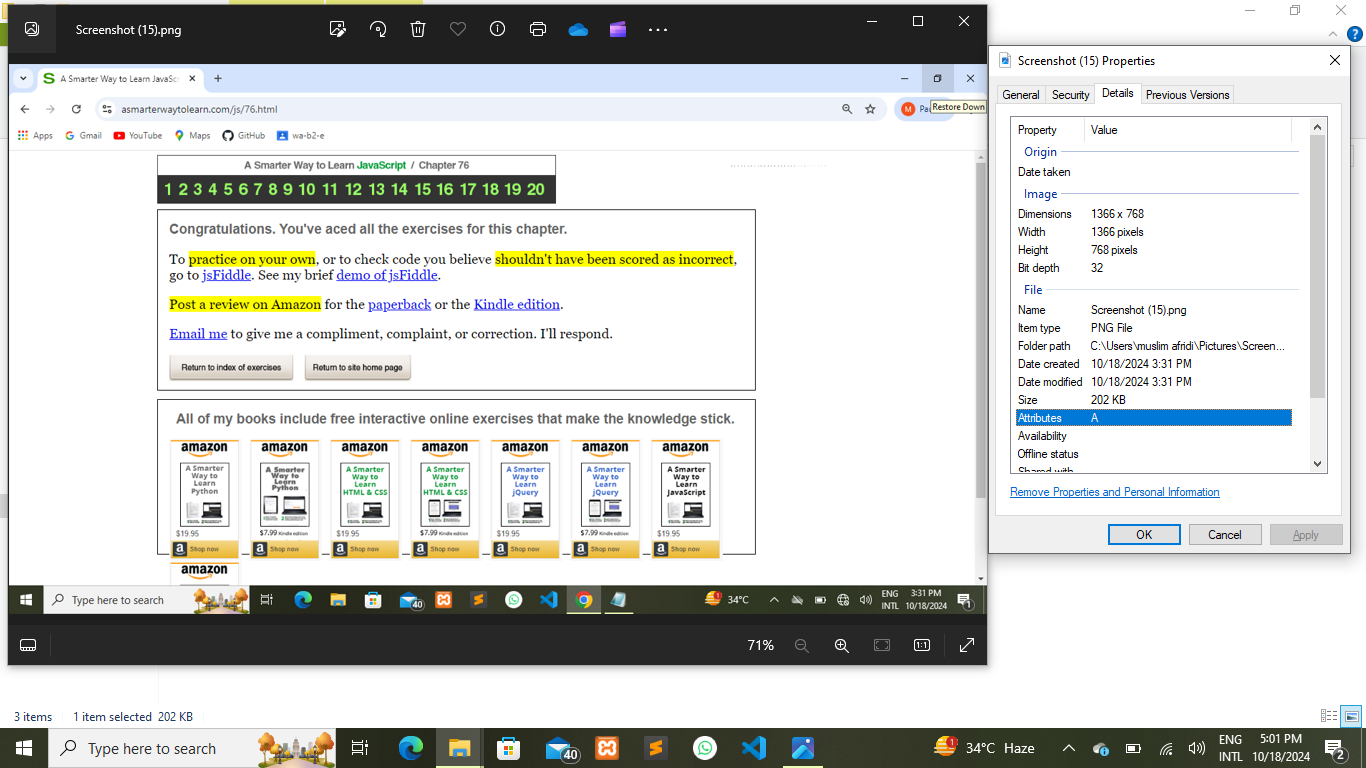 Screenshot (15).png
A Smarter Way to Learn JavaSc
asmarterwaytolearn.com/js/76.html
M
Restore Down
Apps
Gmail
YouTube
Maps
GitHub
wa-b2-e
A Smarter Way to Learn JavaScript / Chapter 76
1 2 3 4 5 6 7 8 9 10 11 12 13 14 15 16 17 18 19 20
Congratulations. You've aced all the exercises for this chapter.
To practice on your own, or to check code you believe shouldn't have been scored as incorrect,
go to jsFiddle. See my brief demo of jsFiddle.
Post a review on Amazon for the paperback or the Kindle edition.
Email me to give me a compliment, complaint, or correction. I'll respond.
Return to index of exercises
Return to site home page
All of my books include free interactive online exercises that make the knowledge stick.
amazon
A Smarter
Way to
Learn
Python
$19.95
Shop now
amazon
A Smarter
Way to
Learn
Python
$7.99 Kindle edition
Shop now
amazon
A Smarter
Way to
Learn
HTML & CSS
$19.95
Shop now
amazon
A Smarter
Way to
Learn
HTML & CSS
$7.99 Kindle edition
Shop now
amazon
A Smarter
Way to
Learn
jQuery
$19.95
Shop now
amazon
A Smarter
Way to
Learn
jQuery
$7.99 Kindle edition
Shop now
amazon
A Smarter
Way to
Learn
JavaScript
$19.95
Shop now
amazon
Type here to search
40
34°C
ENG
INTL
3:31 PM
10/18/2024
1
71%
1:1
Screenshot (15) Properties
General
Security
Details
Previous Versions
Property Value
Origin
Date taken
Image
Dimensions 1366 x 768
Width 1366 pixels
Height 768 pixels
Bit depth 32
File
Name Screenshot (15).png
Item type PNG File
Folder path C:\Users\muslim afridi\Pictures\Screen...
Date created 10/18/2024 3:31 PM
Date modified 10/18/2024 3:31 PM
Size 202 KB
Attributes A
Availability
Offline status
Shared with
Remove Properties and Personal Information
OK
Cancel
Apply
3 items
1 item selected 202 KB
Type here to search
40
1
34°C Haze
ENG
INTL
5:01 PM
10/18/2024
2